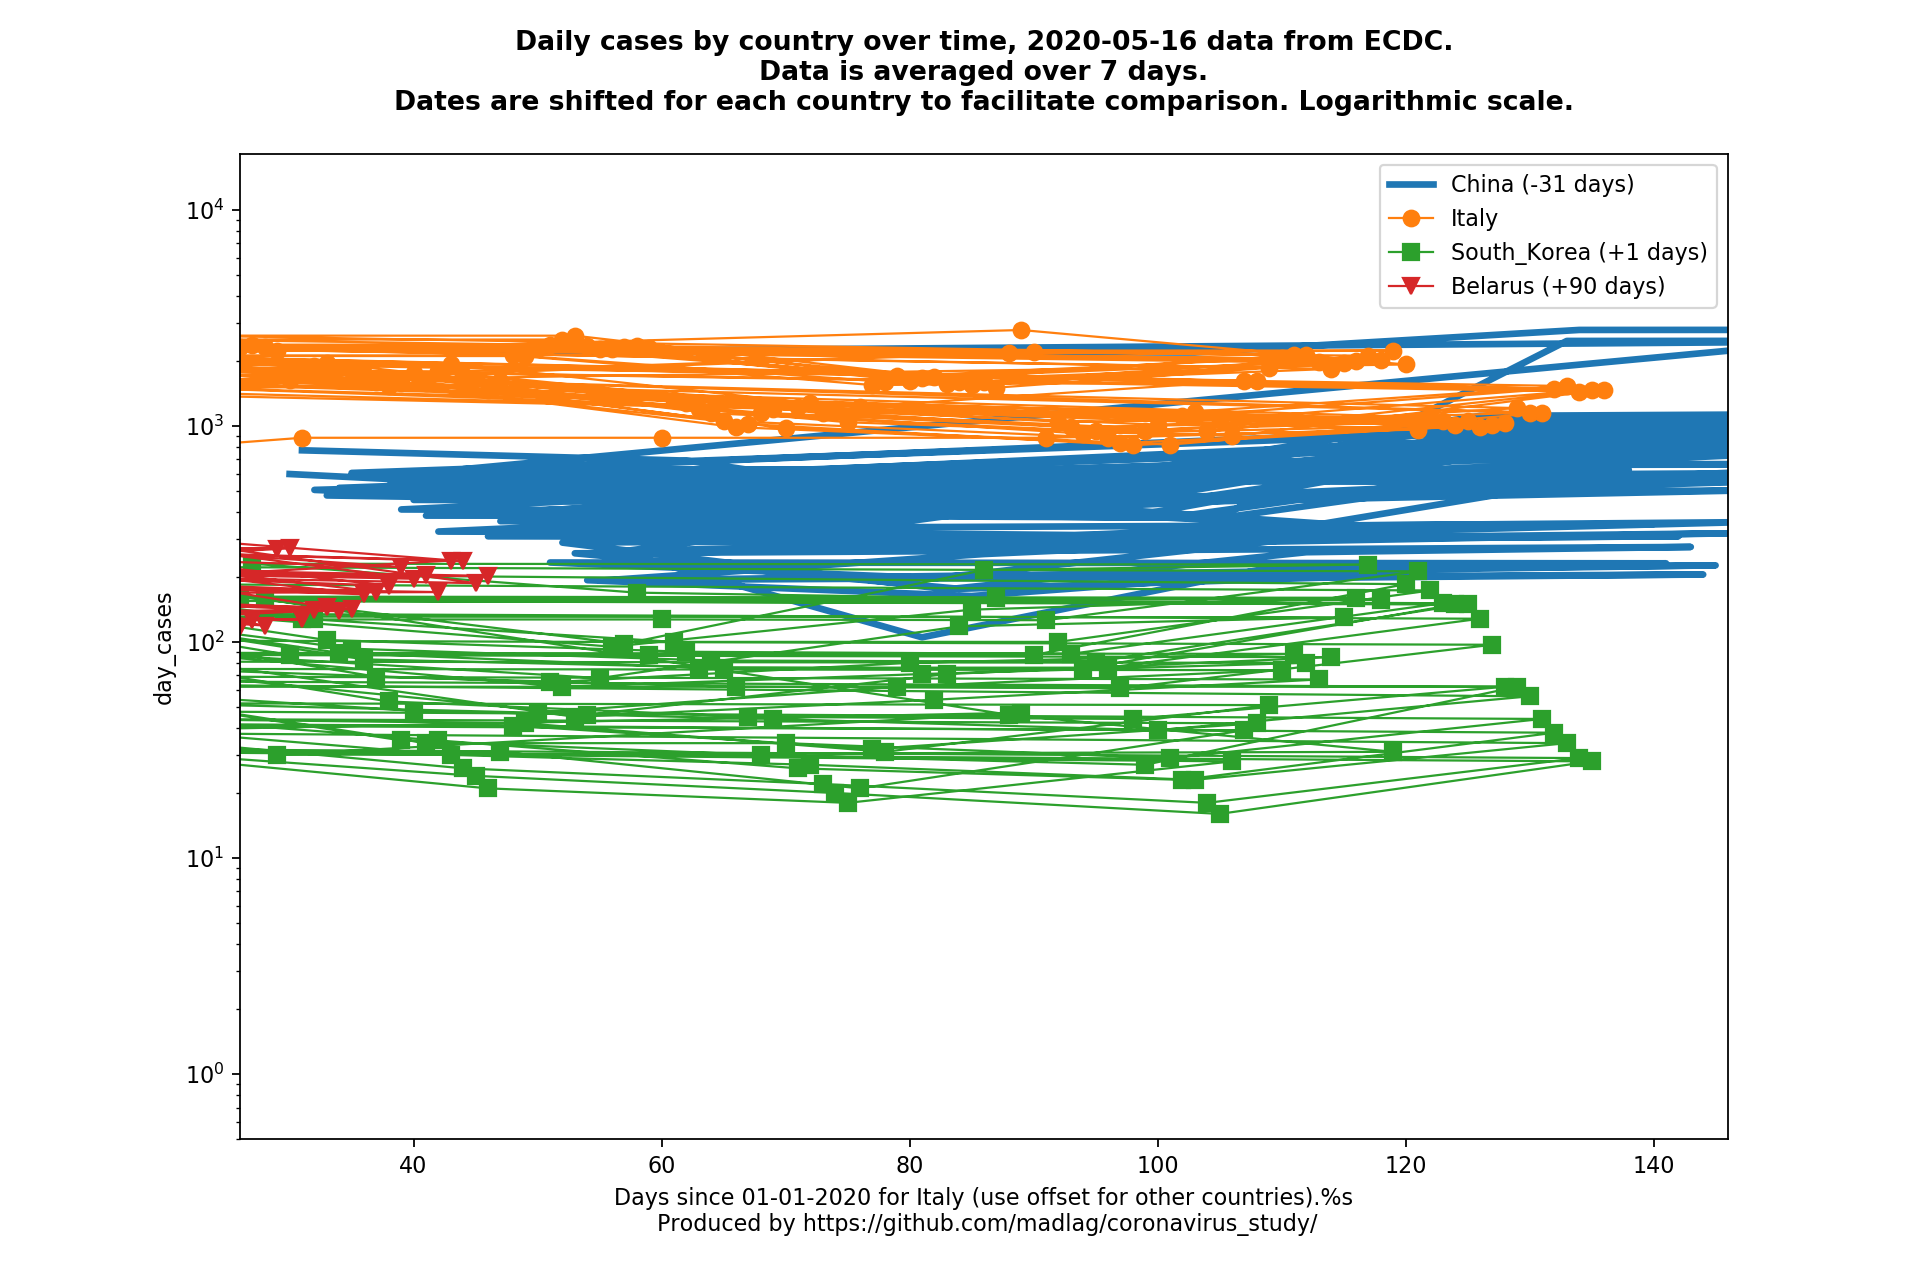 Daily cases by country over time, 2020-05-16 data from ECDC.
Data is averaged over 7 days.
Dates are shifted for each country to facilitate comparison. Logarithmic scale.
China (-31 days)
Italy
South_Korea (+1 days)
Belarus (+90 days)
day_cases
10⁴
10³
10²
10¹
10⁰
40 60 80 100 120 140
Days since 01-01-2020 for Italy (use offset for other countries).%s
Produced by https://github.com/madlag/coronavirus_study/